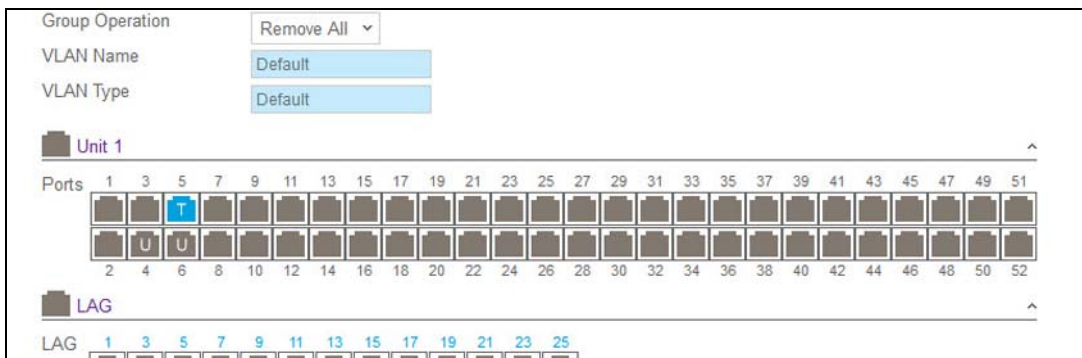 Group Operation Remove All
VLAN Name Default
VLAN Type Default
Unit 1
Ports 1 3 5 7 9 11 13 15 17 19 21 23 25 27 29 31 33 35 37 39 41 43 45 47 49 51
T
U U
2 4 6 8 10 12 14 16 18 20 22 24 26 28 30 32 34 36 38 40 42 44 46 48 50 52
LAG
LAG 1 3 5 7 9 11 13 15 17 19 21 23 25